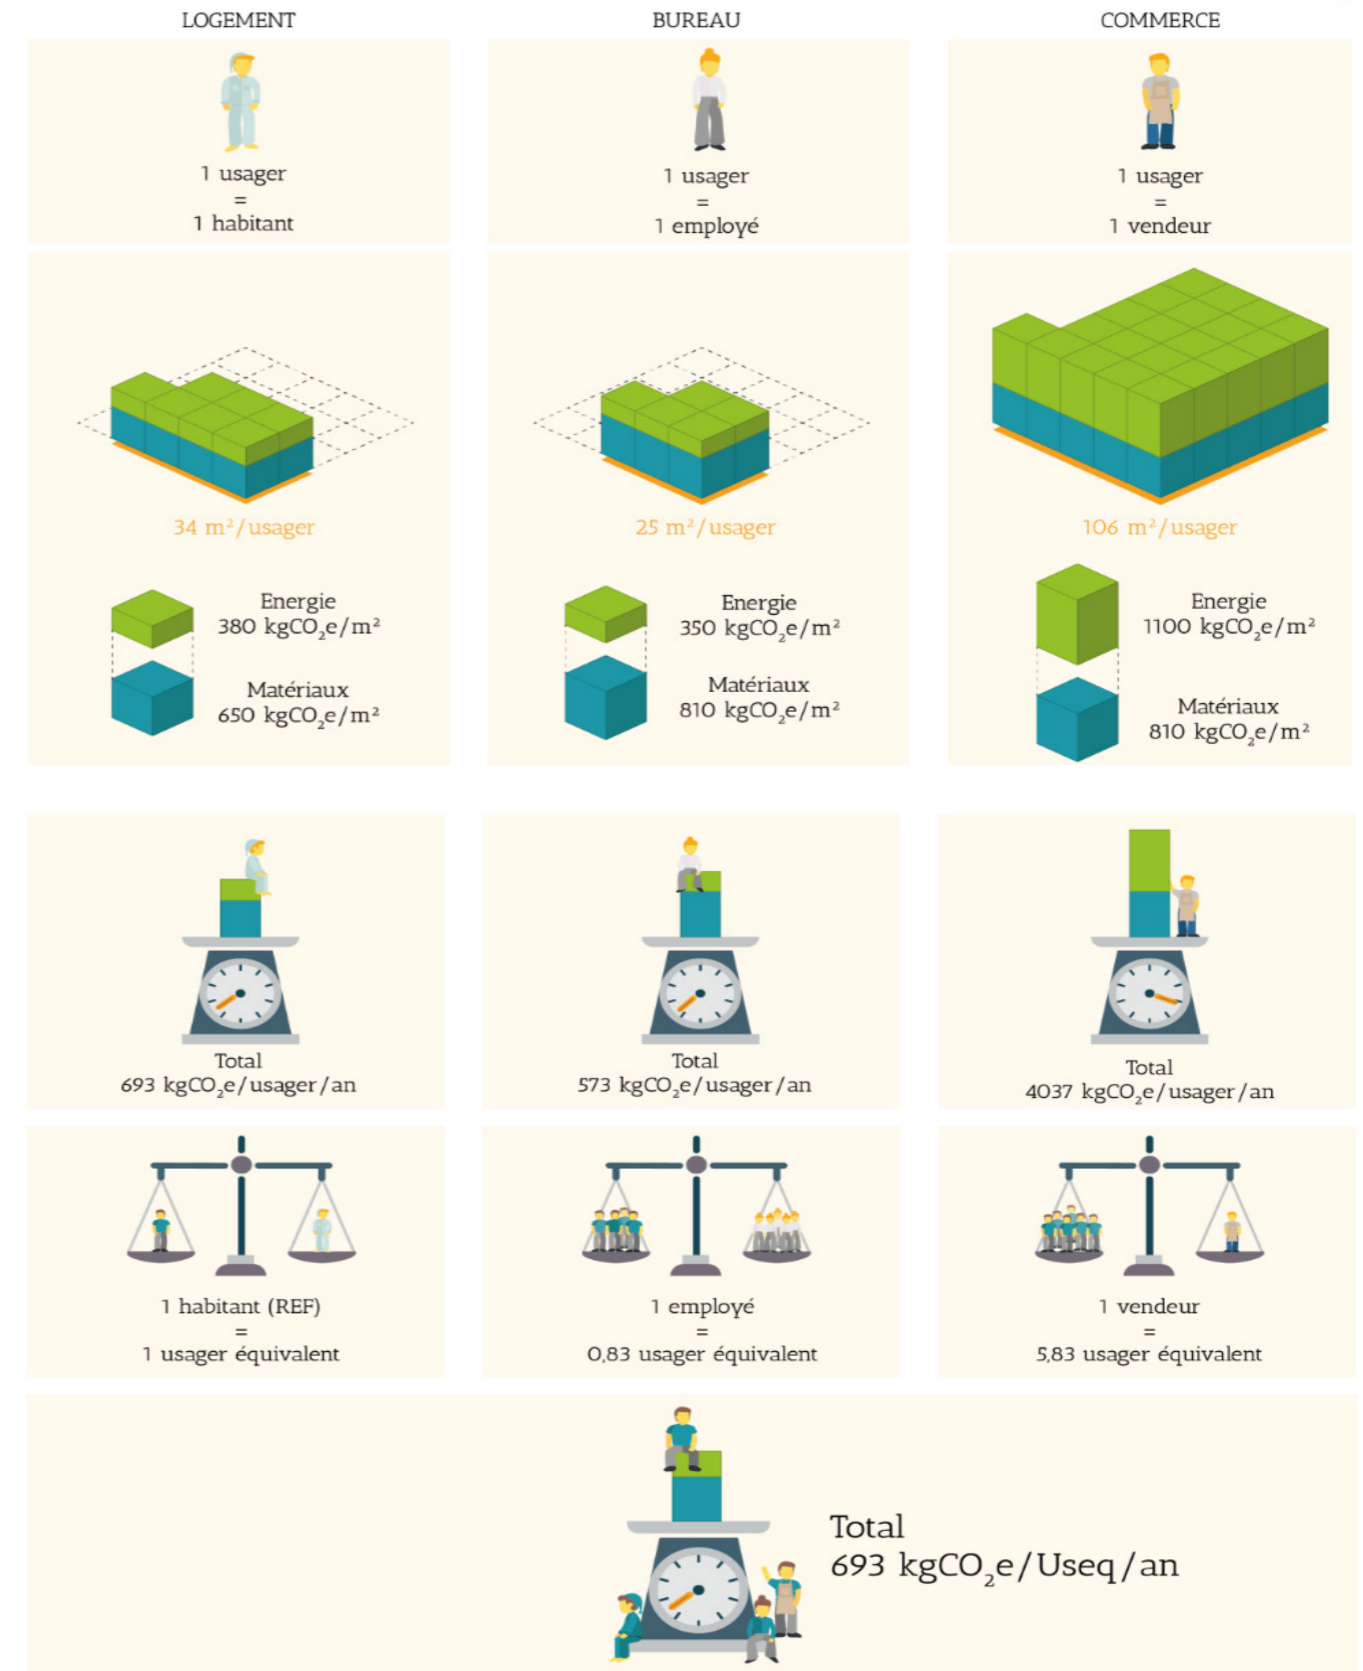 LOGEMENT
BUREAU
COMMERCE
1 usager
=
1 habitant
1 usager
=
1 employé
1 usager
=
1 vendeur
34 m²/usager
25 m²/usager
106 m²/usager
Energie
380 kgCO₂e/m²
Matériaux
650 kgCO₂e/m²
Energie
350 kgCO₂e/m²
Matériaux
810 kgCO₂e/m²
Energie
1100 kgCO₂e/m²
Matériaux
810 kgCO₂e/m²
Total
693 kgCO₂e/usager/an
Total
573 kgCO₂e/usager/an
Total
4037 kgCO₂e/usager/an
1 habitant (REF)
=
1 usager équivalent
1 employé
=
0,83 usager équivalent
1 vendeur
=
5,83 usager équivalent
Total
693 kgCO₂e/Useq/an